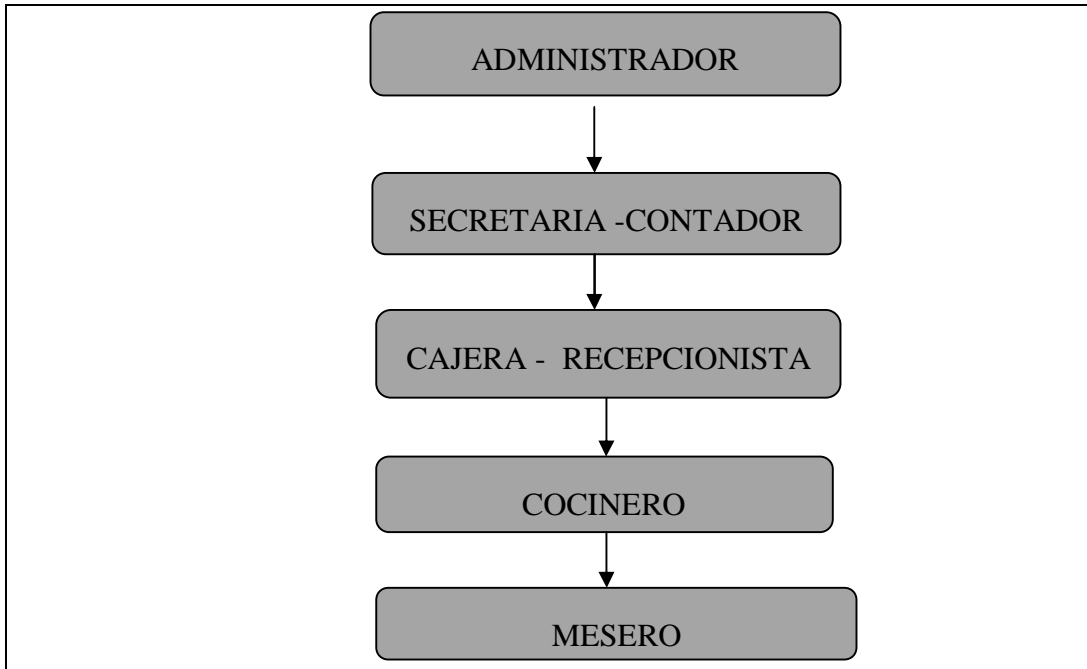 ADMINISTRADOR
SECRETARIA -CONTADOR
CAJERA - RECEPCIONISTA
COCINERO
MESERO